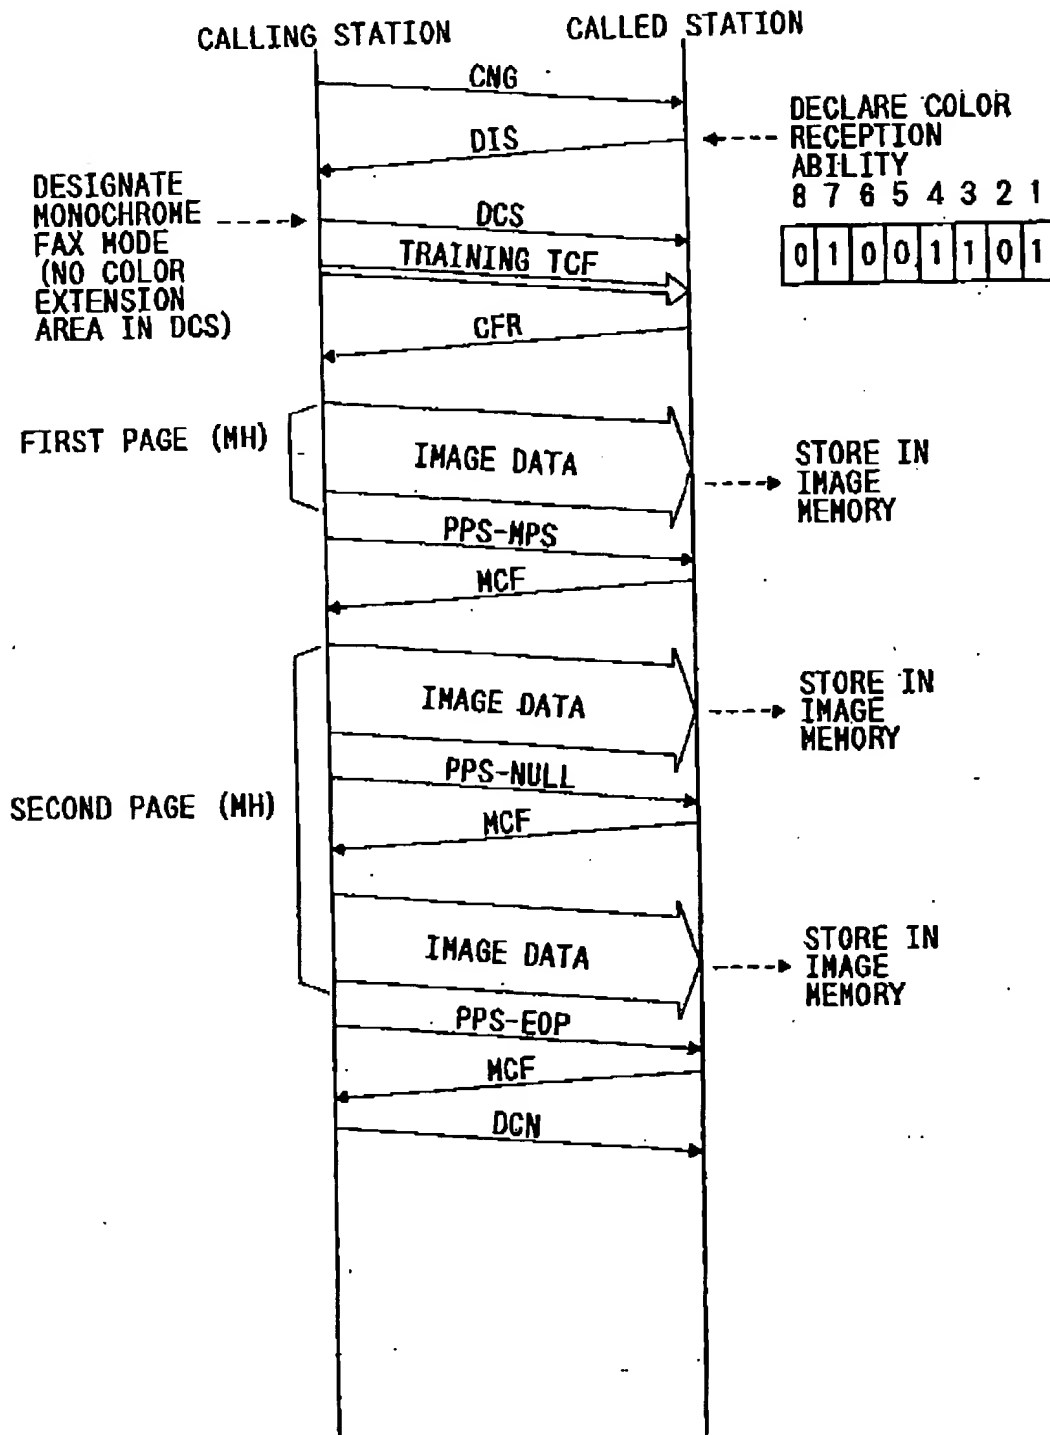 CALLING STATION
CALLED STATION
CNG
DECLARE COLOR
RECEPTION
ABILITY
DIS
8 7 6 5 4 3 2 1
0 1 0 0 1 1 0 1
DESIGNATE
MONOCHROME
FAX MODE
(NO COLOR
EXTENSION
AREA IN DCS)
DCS
TRAINING TCF
CFR
FIRST PAGE (MH)
IMAGE DATA
STORE IN
IMAGE
MEMORY
PPS-MPS
MCF
IMAGE DATA
STORE IN
IMAGE
MEMORY
PPS-NULL
SECOND PAGE (MH)
MCF
IMAGE DATA
STORE IN
IMAGE
MEMORY
PPS-EOP
MCF
DCN